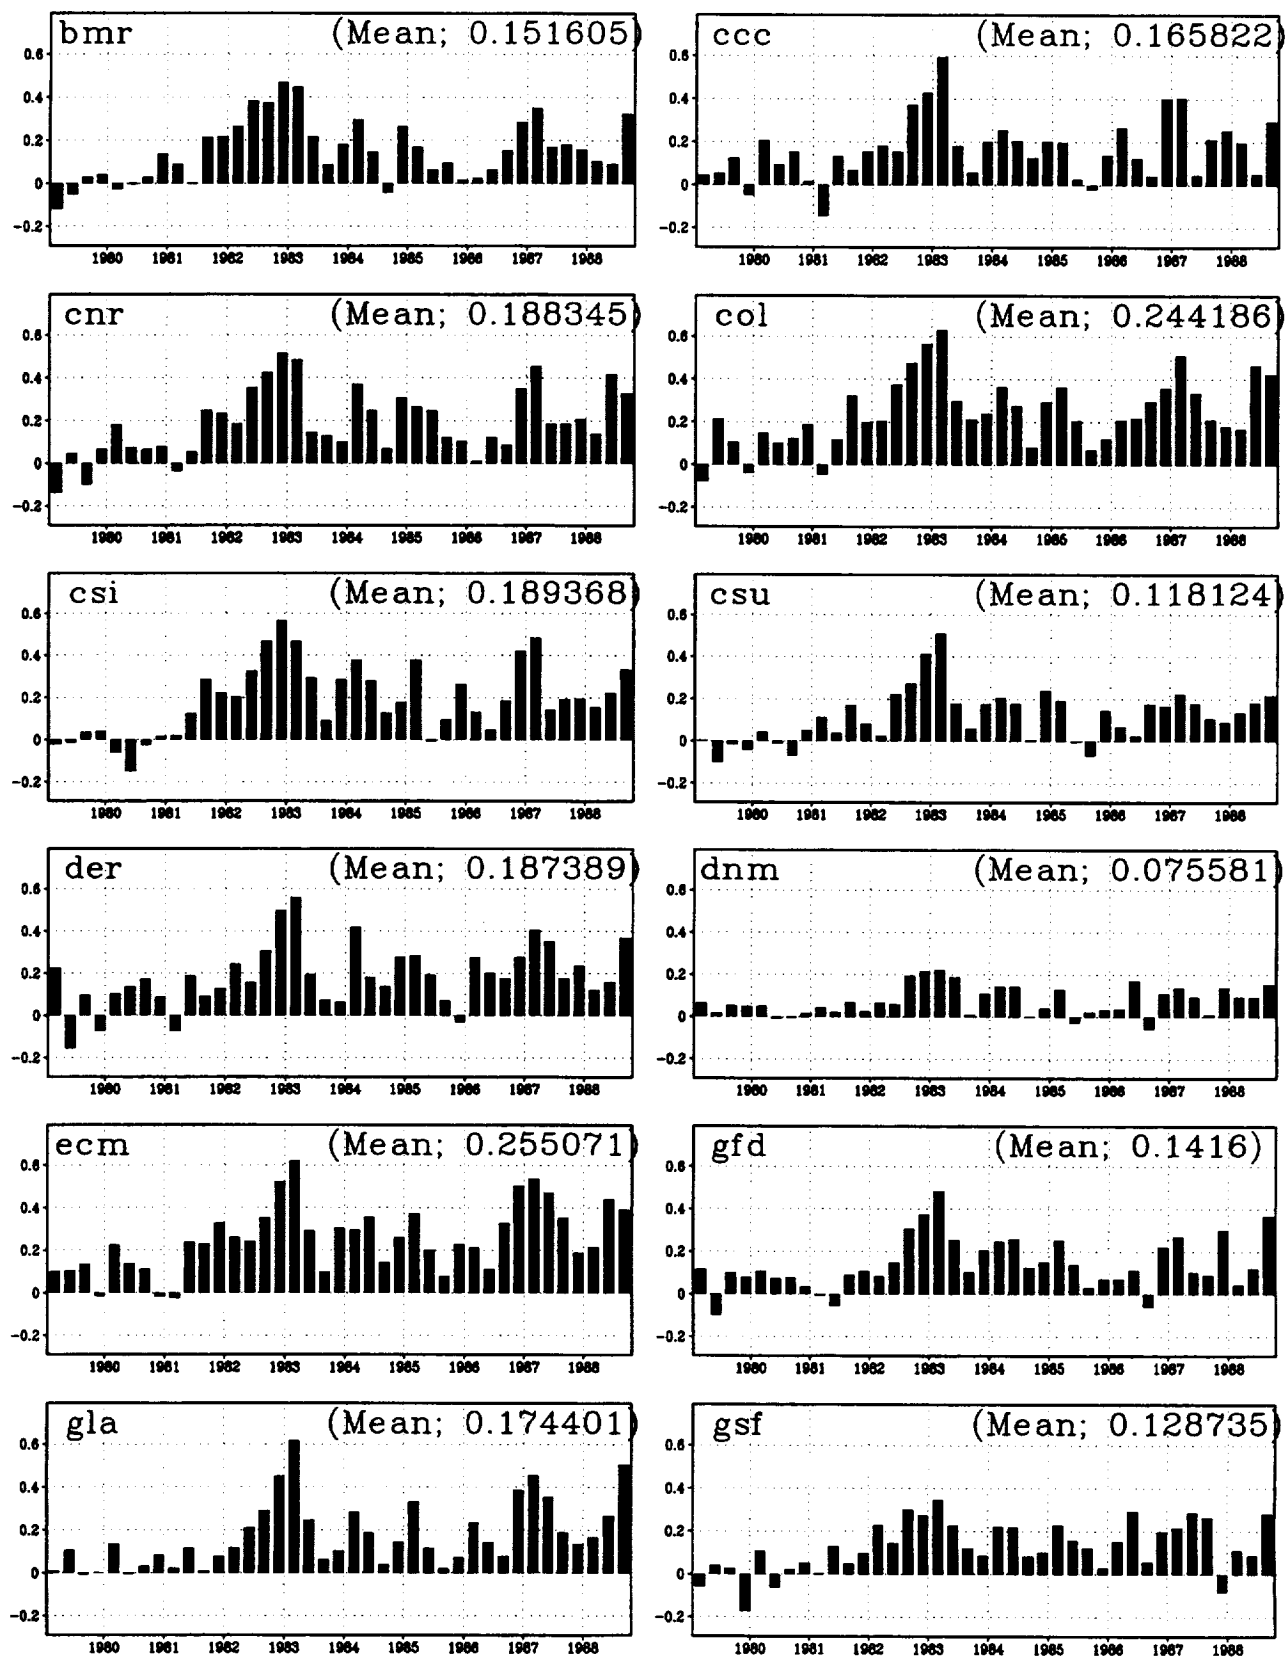 bmr (Mean; 0.151605)
0.6
0.4
0.2
0
−0.2
1980 1981 1982 1983 1984 1985 1986 1987 1988
ccc (Mean; 0.165822)
0.6
0.4
0.2
0
−0.2
1980 1981 1982 1983 1984 1985 1986 1987 1988
cnr (Mean; 0.188345)
0.6
0.4
0.2
0
−0.2
1980 1981 1982 1983 1984 1985 1986 1987 1988
col (Mean; 0.244186)
0.6
0.4
0.2
0
−0.2
1980 1981 1982 1983 1984 1985 1986 1987 1988
csi (Mean; 0.189368)
0.6
0.4
0.2
0
−0.2
1980 1981 1982 1983 1984 1985 1986 1987 1988
csu (Mean; 0.118124)
0.6
0.4
0.2
0
−0.2
1980 1981 1982 1983 1984 1985 1986 1987 1988
der (Mean; 0.187389)
0.6
0.4
0.2
0
−0.2
1980 1981 1982 1983 1984 1985 1986 1987 1988
dnm (Mean; 0.075581)
0.6
0.4
0.2
0
−0.2
1980 1981 1982 1983 1984 1985 1986 1987 1988
ecm (Mean; 0.255071)
0.6
0.4
0.2
0
−0.2
1980 1981 1982 1983 1984 1985 1986 1987 1988
gfd (Mean; 0.1416)
0.6
0.4
0.2
0
−0.2
1980 1981 1982 1983 1984 1985 1986 1987 1988
gla (Mean; 0.174401)
0.6
0.4
0.2
0
−0.2
1980 1981 1982 1983 1984 1985 1986 1987 1988
gsf (Mean; 0.128735)
0.6
0.4
0.2
0
−0.2
1980 1981 1982 1983 1984 1985 1986 1987 1988